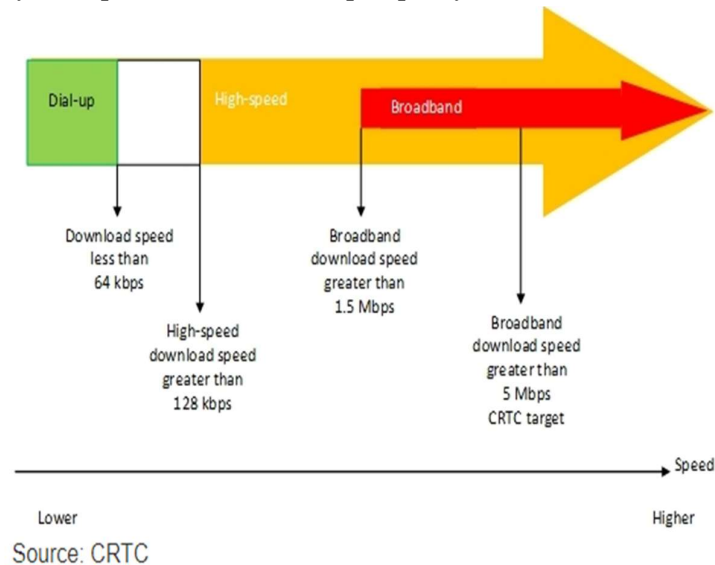 Dial-up
High-speed
Broadband
Download speed
less than
64 kbps
High-speed
download speed
greater than
128 kbps
Broadband
download speed
greater than
1.5 Mbps
Broadband
download speed
greater than
5 Mbps
CRTC target
Speed
Lower
Higher
Source: CRTC